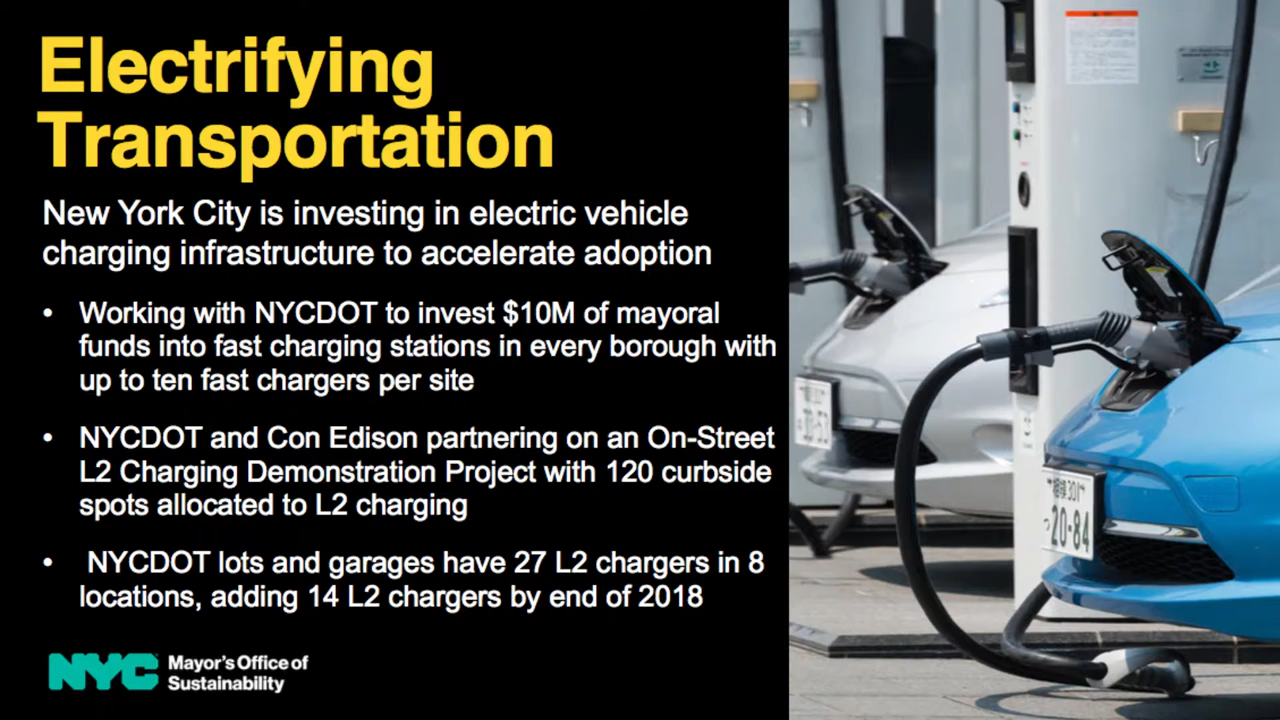 Electrifying
Transportation
New York City is investing in electric vehicle
charging infrastructure to accelerate adoption
• Working with NYCDOT to invest $10M of mayoral
funds into fast charging stations in every borough with
up to ten fast chargers per site
• NYCDOT and Con Edison partnering on an On-Street
L2 Charging Demonstration Project with 120 curbside
spots allocated to L2 charging
• NYCDOT lots and garages have 27 L2 chargers in 8
locations, adding 14 L2 chargers by end of 2018
NYC Mayor's Office of
Sustainability
相模 301
つ 20-84